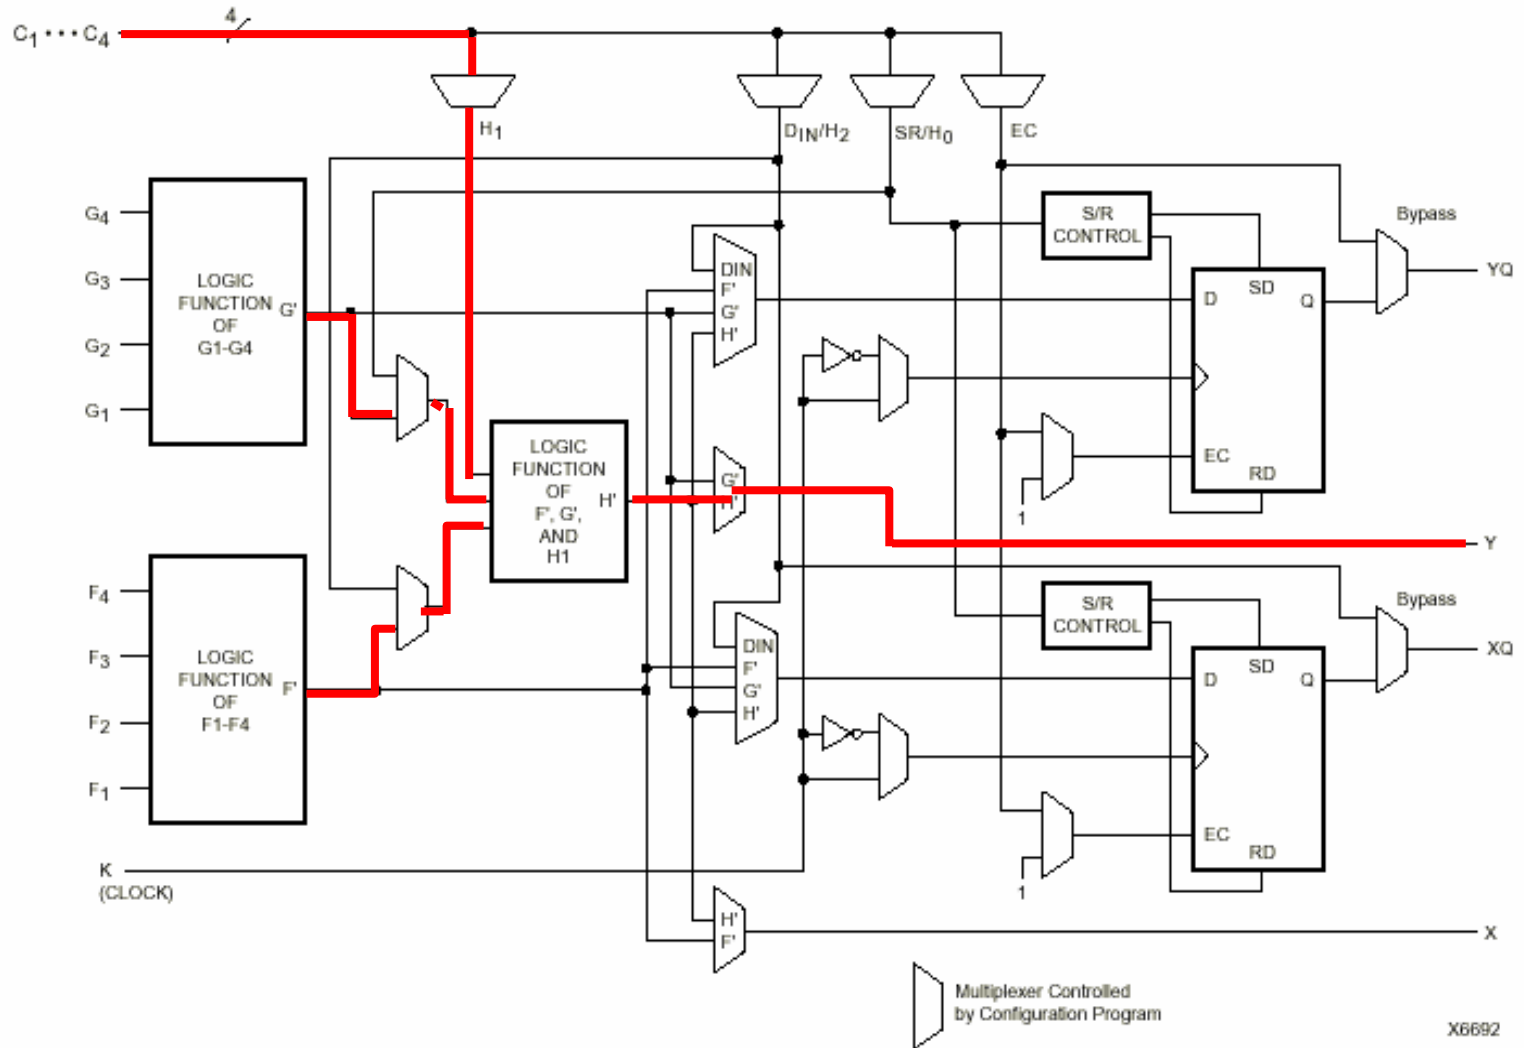 C1 ••• C4
4
H1
DIN/H2
SR/H0
EC
G4
G3
G2
G1
LOGIC
FUNCTION
OF
G1-G4
G'
DIN
F'
G'
H'
S/R
CONTROL
Bypass
D
SD
Q
YQ
EC
RD
1
LOGIC
FUNCTION
OF
F', G',
AND
H1
H'
G'
H'
Y
F4
F3
F2
F1
LOGIC
FUNCTION
OF
F1-F4
F'
DIN
F'
G'
H'
S/R
CONTROL
Bypass
D
SD
Q
XQ
EC
RD
1
K
(CLOCK)
H'
F'
X
Multiplexer Controlled
by Configuration Program
X6692